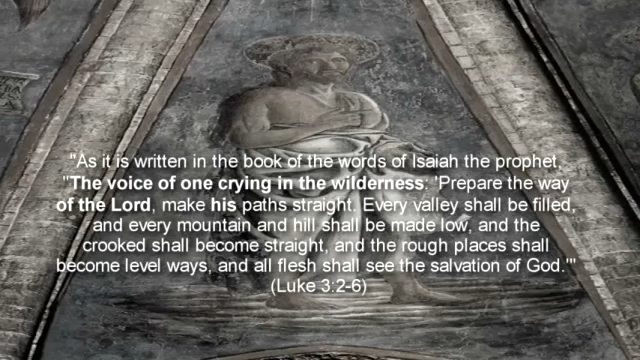 "As it is written in the book of the words of Isaiah the prophet,
"The voice of one crying in the wilderness: 'Prepare the way
of the Lord, make his paths straight. Every valley shall be filled,
and every mountain and hill shall be made low, and the
crooked shall become straight, and the rough places shall
become level ways, and all flesh shall see the salvation of God.'"
(Luke 3:2-6)